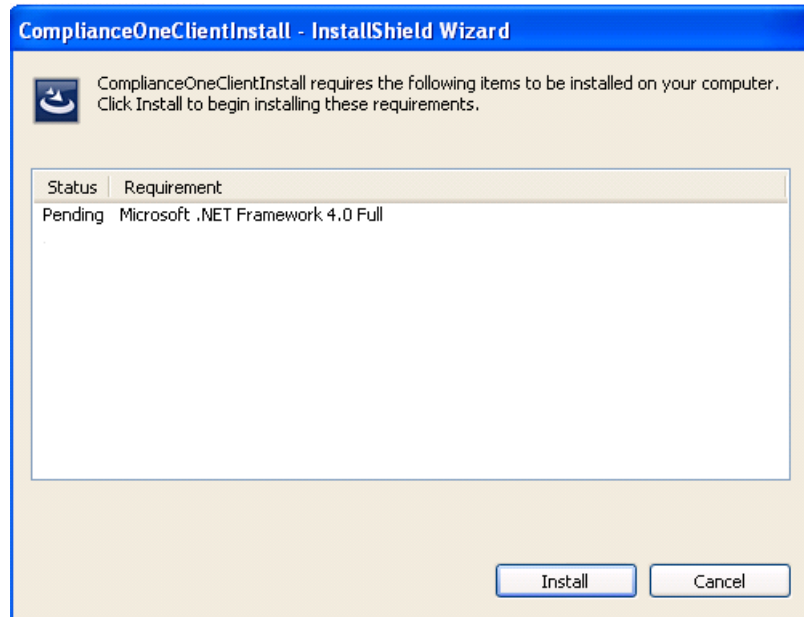 ComplianceOneClientInstall - InstallShield Wizard
ComplianceOneClientInstall requires the following items to be installed on your computer.
Click Install to begin installing these requirements.
Status Requirement
Pending Microsoft .NET Framework 4.0 Full
Install Cancel